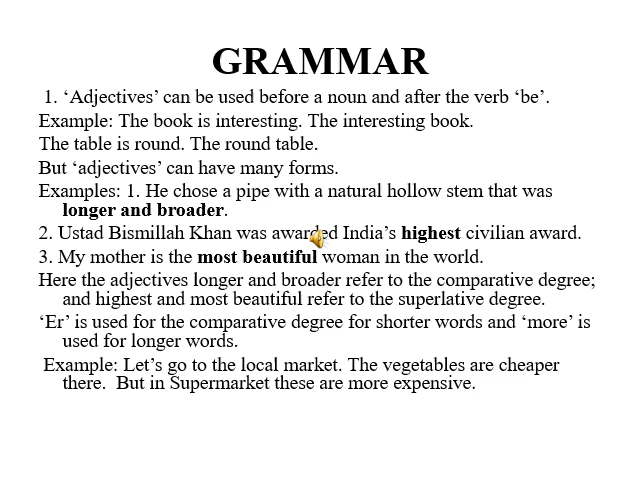 GRAMMAR
1. ‘Adjectives’ can be used before a noun and after the verb ‘be’.
Example: The book is interesting. The interesting book.
The table is round. The round table.
But ‘adjectives’ can have many forms.
Examples: 1. He chose a pipe with a natural hollow stem that was
longer and broader.
2. Ustad Bismillah Khan was awarded India’s highest civilian award.
3. My mother is the most beautiful woman in the world.
Here the adjectives longer and broader refer to the comparative degree;
and highest and most beautiful refer to the superlative degree.
‘Er’ is used for the comparative degree for shorter words and ‘more’ is
used for longer words.
Example: Let’s go to the local market. The vegetables are cheaper
there.  But in Supermarket these are more expensive.